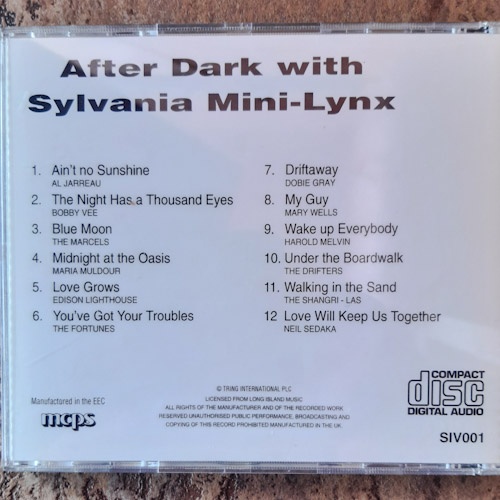 After Dark with
Sylvania Mini-Lynx
1. Ain't no Sunshine
AL JARREAU
2. The Night Has a Thousand Eyes
BOBBY VEE
3. Blue Moon
THE MARCELS
4. Midnight at the Oasis
MARIA MULDOUR
5. Love Grows
EDISON LIGHTHOUSE
6. You've Got Your Troubles
THE FORTUNES
7. Driftaway
DOBIE GRAY
8. My Guy
MARY WELLS
9. Wake up Everybody
HAROLD MELVIN
10. Under the Boardwalk
THE DRIFTERS
11. Walking in the Sand
THE SHANGRI - LAS
12 Love Will Keep Us Together
NEIL SEDAKA
Manufactured in the EEC
mcps
© TRING INTERNATIONAL PLC
LICENSED FROM LONG ISLAND MUSIC
ALL RIGHTS OF THE MANUFACTURER AND OF THE RECORDED WORK
RESERVED UNAUTHORISED PUBLIC PERFORMANCE, BROADCASTING AND
COPYING OF THIS RECORD PROHIBITED MANUFACTURED IN THE UK.
COMPACT
disc
DIGITAL AUDIO
SIV001